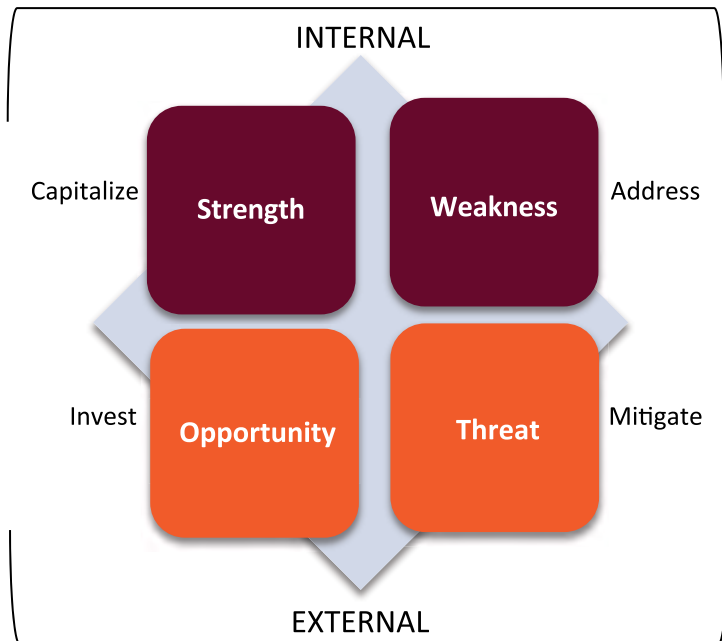 INTERNAL
Capitalize
Strength
Weakness
Address
Invest
Opportunity
Threat
Mitigate
EXTERNAL